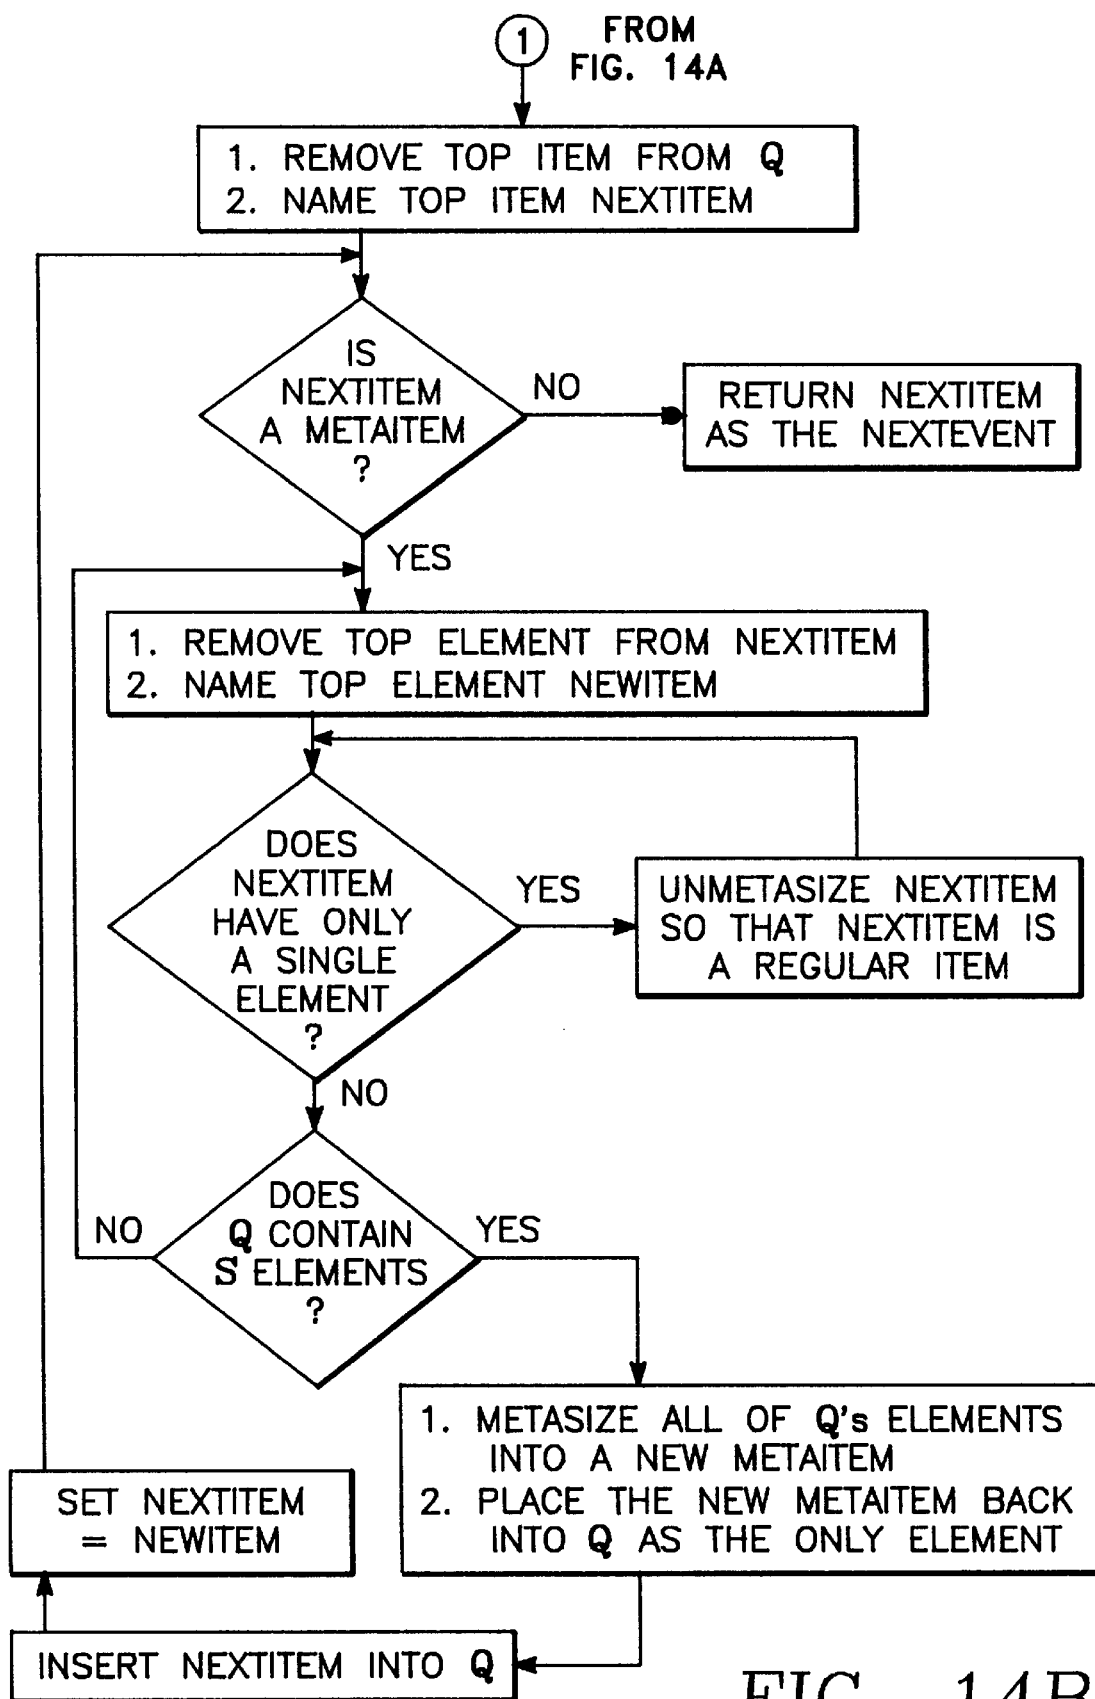 1
FROM
FIG. 14A
1. REMOVE TOP ITEM FROM Q
2. NAME TOP ITEM NEXTITEM
IS
NEXTITEM
A METAITEM
?
NO
RETURN NEXTITEM
AS THE NEXTEVENT
YES
1. REMOVE TOP ELEMENT FROM NEXTITEM
2. NAME TOP ELEMENT NEWITEM
DOES
NEXTITEM
HAVE ONLY
A SINGLE
ELEMENT
?
YES
UNMETASIZE NEXTITEM
SO THAT NEXTITEM IS
A REGULAR ITEM
NO
DOES
Q CONTAIN
S ELEMENTS
?
NO
YES
1. METASIZE ALL OF Q's ELEMENTS
INTO A NEW METAITEM
2. PLACE THE NEW METAITEM BACK
INTO Q AS THE ONLY ELEMENT
SET NEXTITEM
= NEWITEM
INSERT NEXTITEM INTO Q
FIG. 14B